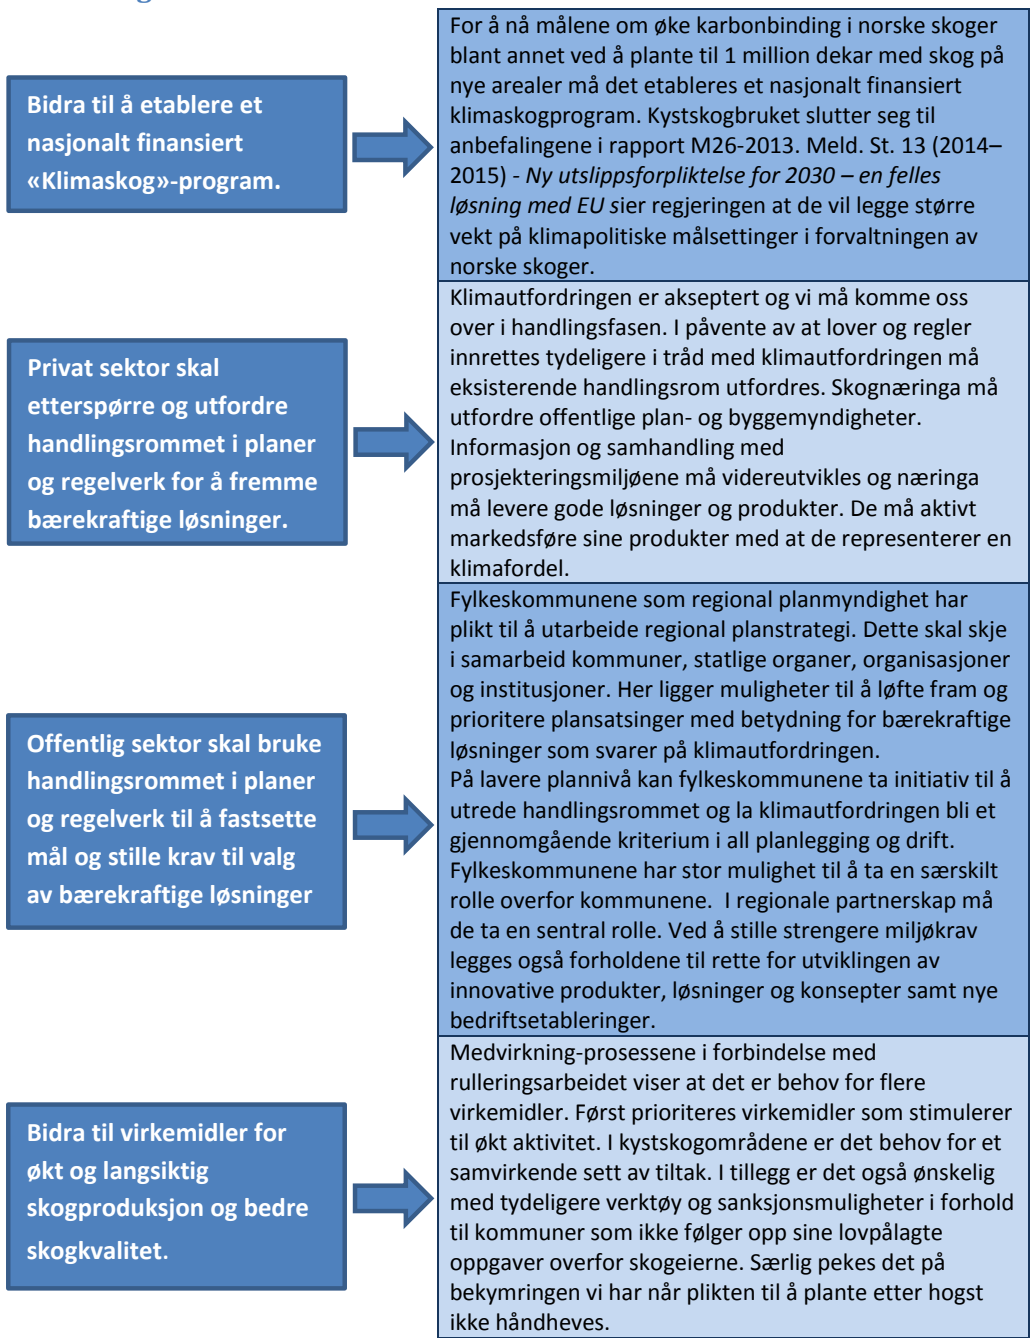 Bidra til å etablere et
nasjonalt finansiert
«Klimaskog»-program.
For å nå målene om øke karbonbinding i norske skoger
blant annet ved å plante til 1 million dekar med skog på
nye arealer må det etableres et nasjonalt finansiert
klimaskogprogram. Kystskogbruket slutter seg til
anbefalingene i rapport M26-2013. Meld. St. 13 (2014–
2015) - Ny utslippsforpliktelse for 2030 – en felles
løsning med EU sier regjeringen at de vil legge større
vekt på klimapolitiske målsettinger i forvaltningen av
norske skoger.
Privat sektor skal
etterspørre og utfordre
handlingsrommet i planer
og regelverk for å fremme
bærekraftige løsninger.
Klimautfordringen er akseptert og vi må komme oss
over i handlingsfasen. I påvente av at lover og regler
innrettes tydeligere i tråd med klimautfordringen må
eksisterende handlingsrom utfordres. Skognæringa må
utfordre offentlige plan- og byggemyndigheter.
Informasjon og samhandling med
prosjekteringsmiljøene må videreutvikles og næringa
må levere gode løsninger og produkter. De må aktivt
markedsføre sine produkter med at de representerer en
klimafordel.
Offentlig sektor skal bruke
handlingsrommet i planer
og regelverk til å fastsette
mål og stille krav til valg
av bærekraftige løsninger
Fylkeskommunene som regional planmyndighet har
plikt til å utarbeide regional planstrategi. Dette skal skje
i samarbeid kommuner, statlige organer, organisasjoner
og institusjoner. Her ligger muligheter til å løfte fram og
prioritere plansatsinger med betydning for bærekraftige
løsninger som svarer på klimautfordringen.
På lavere plannivå kan fylkeskommunene ta initiativ til å
utrede handlingsrommet og la klimautfordringen bli et
gjennomgående kriterium i all planlegging og drift.
Fylkeskommunene har stor mulighet til å ta en særskilt
rolle overfor kommunene.  I regionale partnerskap må
de ta en sentral rolle. Ved å stille strengere miljøkrav
legges også forholdene til rette for utviklingen av
innovative produkter, løsninger og konsepter samt nye
bedriftsetableringer.
Bidra til virkemidler for
økt og langsiktig
skogproduksjon og bedre
skogkvalitet.
Medvirkning-prosessene i forbindelse med
rulleringsarbeidet viser at det er behov for flere
virkemidler. Først prioriteres virkemidler som stimulerer
til økt aktivitet. I kystskogområdene er det behov for et
samvirkende sett av tiltak. I tillegg er det også ønskelig
med tydeligere verktøy og sanksjonsmuligheter i forhold
til kommuner som ikke følger opp sine lovpålagte
oppgaver overfor skogeierne. Særlig pekes det på
bekymringen vi har når plikten til å plante etter hogst
ikke håndheves.